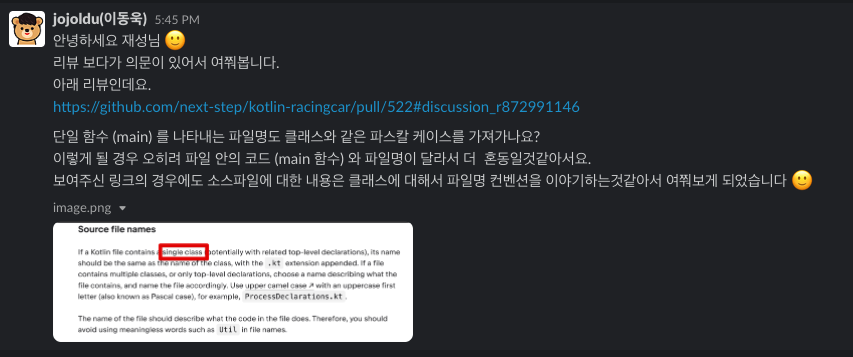 jojoldu(이동욱) 5:45 PM
안녕하세요 재성님
리뷰 보다가 의문이 있어서 여쭤봅니다.
아래 리뷰인데요.
https://github.com/next-step/kotlin-racingcar/pull/522#discussion_r872991146
단일 함수 (main) 를 나타내는 파일명도 클래스와 같은 파스칼 케이스를 가져가나요?
이렇게 될 경우 오히려 파일 안의 코드 (main 함수) 와 파일명이 달라서 더 혼동일것같아서요.
보여주신 링크의 경우에도 소스파일에 대한 내용은 클래스에 대해서 파일명 컨벤션을 이야기하는것같아서 여쭤보게 되었습니다
image.png
Source file names
If a Kotlin file contains a single class (potentially with related top-level declarations), its name
should be the same as the name of the class, with the .kt extension appended. If a file
contains multiple classes, or only top-level declarations, choose a name describing what the
file contains, and name the file accordingly. Use upper camel case ↗ with an uppercase first
letter (also known as Pascal case), for example, ProcessDeclarations.kt.
The name of the file should describe what the code in the file does. Therefore, you should
avoid using meaningless words such as Util in file names.